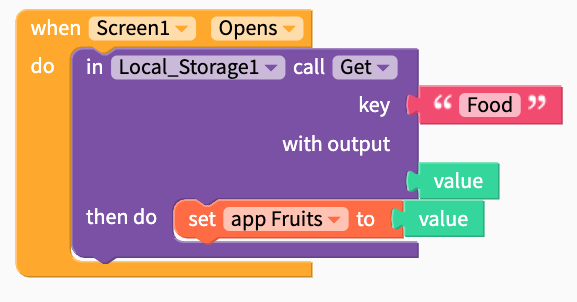 when Screen1 Opens
do in Local_Storage1 call Get
key “ Food ”
with output
value
then do set app Fruits to value